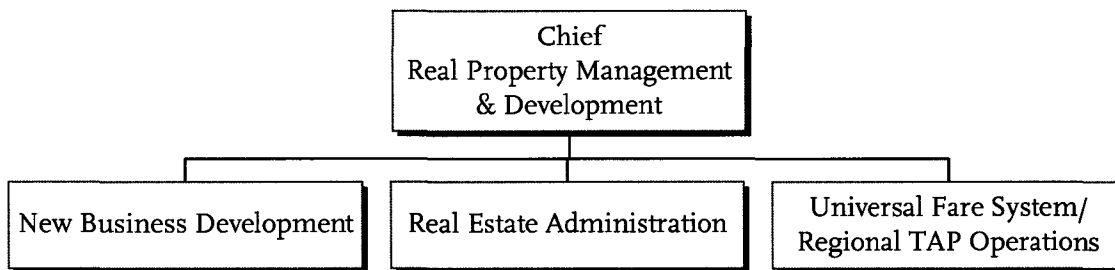 Chief
Real Property Management
& Development
New Business Development
Real Estate Administration
Universal Fare System/
Regional TAP Operations